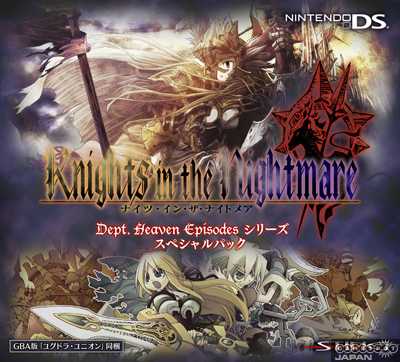 NINTENDO DS
Knights in the Nightmare
ナイツ・イン・ザ・ナイトメア
Dept. Heaven Episodes シリーズ
スペシャルパック
GBA版「ユグドラ・ユニオン」同梱
JAPAN